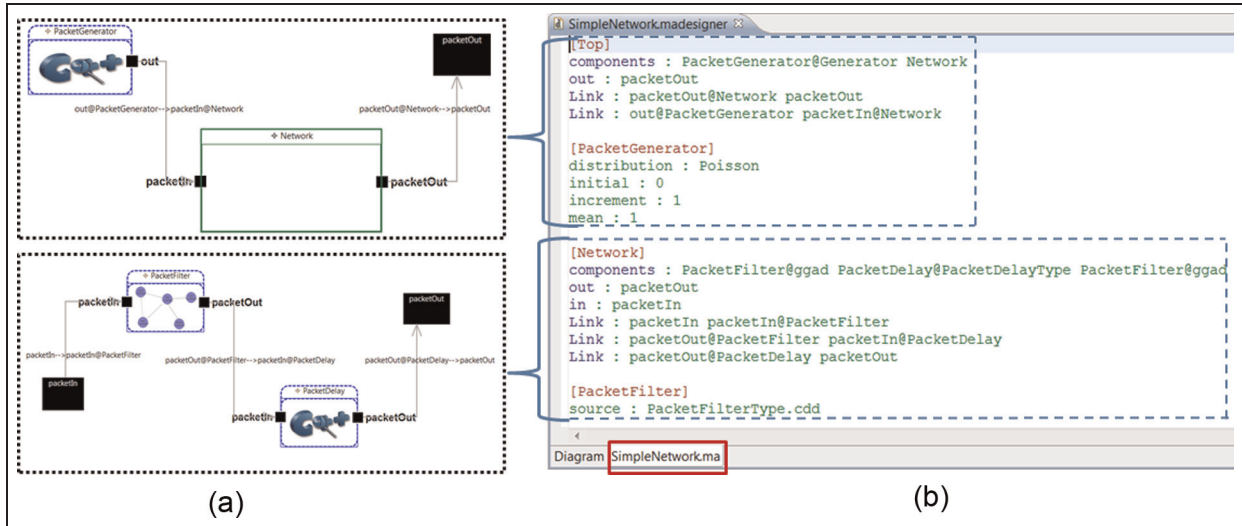 PacketGenerator
out
packetOut
out@PacketGenerator-->packetIn@Network
packetOut@Network-->packetOut
Network
packetIn
packetOut
PacketFilter
packetIn
packetOut
packetOut
packetIn-->packetIn@PacketFilter
packetOut@PacketFilter-->packetIn@PacketDelay
packetOut@PacketDelay-->packetOut
packetIn
PacketDelay
packetIn
packetOut
(a)
SimpleNetwork.madesigner
[Top]
components : PacketGenerator@Generator Network
out : packetOut
Link : packetOut@Network packetOut
Link : out@PacketGenerator packetIn@Network
[PacketGenerator]
distribution : Poisson
initial : 0
increment : 1
mean : 1
[Network]
components : PacketFilter@ggad PacketDelay@PacketDelayType PacketFilter@ggad
out : packetOut
in : packetIn
Link : packetIn packetIn@PacketFilter
Link : packetOut@PacketFilter packetIn@PacketDelay
Link : packetOut@PacketDelay packetOut
[PacketFilter]
source : PacketFilterType.cdd
Diagram SimpleNetwork.ma
(b)